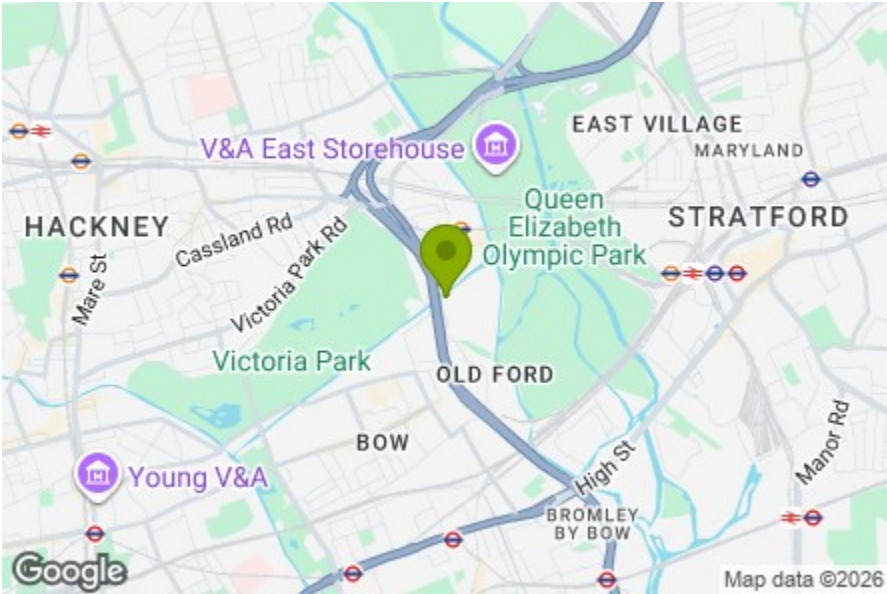 EAST VILLAGE
V&A East Storehouse
MARYLAND
Queen
Elizabeth
Olympic Park
HACKNEY
Cassland Rd
STRATFORD
Victoria Park Rd
Mare St
Victoria Park
OLD FORD
BOW
Manor Rd
High St
Young V&A
BROMLEY
BY BOW
Google
Map data ©2026